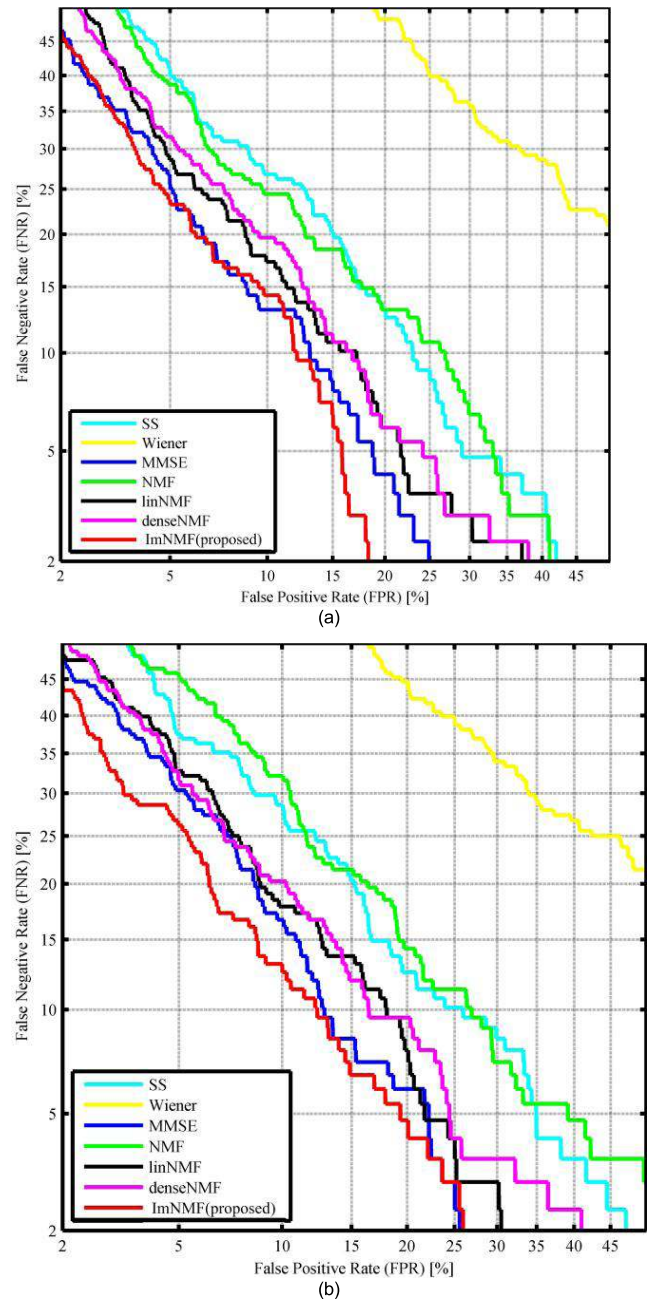 45
40
35
30
25
20
15
10
5
2
False Negative Rate (FNR) [%]
SS
Wiener
MMSE
NMF
linNMF
denseNMF
ImNMF(proposed)
2 5 10 15 20 25 30 35 40 45
False Positive Rate (FPR) [%]
(a)
45
40
35
30
25
20
15
10
5
2
False Negative Rate (FNR) [%]
SS
Wiener
MMSE
NMF
linNMF
denseNMF
ImNMF(proposed)
2 5 10 15 20 25 30 35 40 45
False Positive Rate (FPR) [%]
(b)